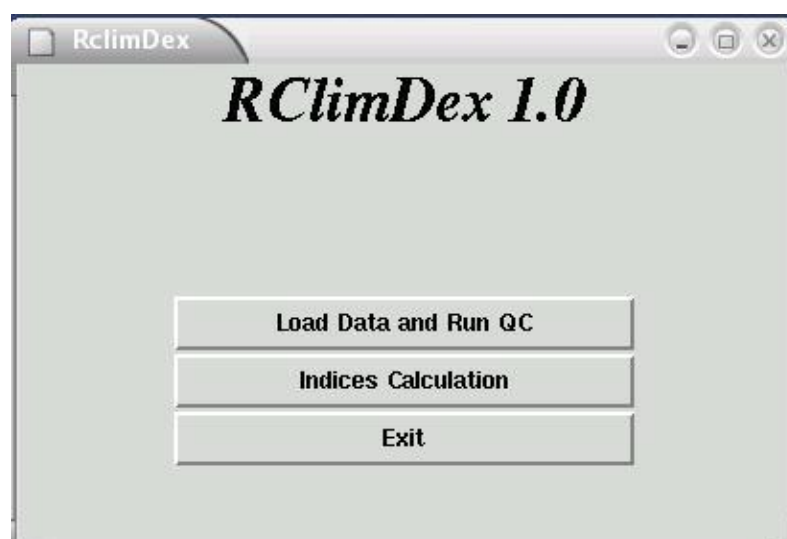 RclimDex
RClimDex 1.0
Load Data and Run QC
Indices Calculation
Exit